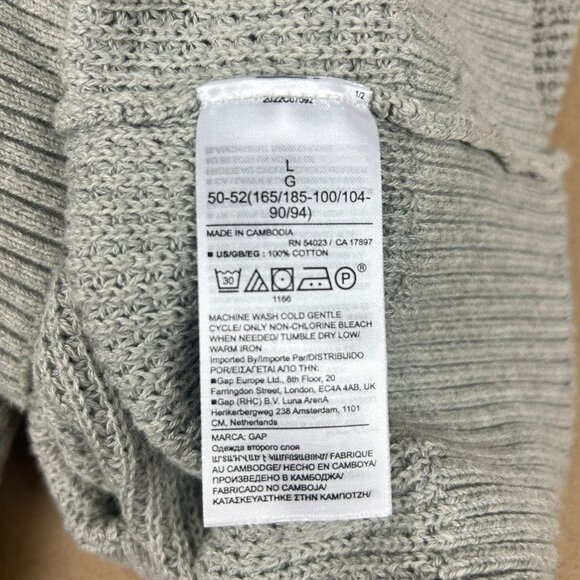 1/2
L
G
50-52(165/185-100/104-
90/94)
MADE IN CAMBODIA
RN 54023 / CA 17897
■ US/GB/EG : 100% COTTON
30 P ®
1166
MACHINE WASH COLD GENTLE
CYCLE/ ONLY NON-CHLORINE BLEACH
WHEN NEEDED/ TUMBLE DRY LOW/
WARM IRON
Imported By/Importe Par/DISTRIBUIDO
POR/ΕΙΣΑΓΕΤΑΙ ΑΠΟ ΤΗΝ:
■Gap Europe Ltd., 8th Floor, 20
Farringdon Street, London, EC4A 4AB, UK
■Gap (RHC) B.V. Luna ArenA
Herikerbergweg 238 Amsterdam, 1101
CM, Netherlands
MARCA: GAP
Одежда второго слоя
FABRIQUE
AU CAMBODGE/ HECHO EN CAMBOYA/
ПРОИЗВЕДЕНО В КАМБОДЖА/
FABRICADO NO CAMBOJA/
ΚΑΤΑΣΚΕΥΑΣΤΗΚΕ ΣΤΗΝ ΚΑΜΠΟΤΖΗ/